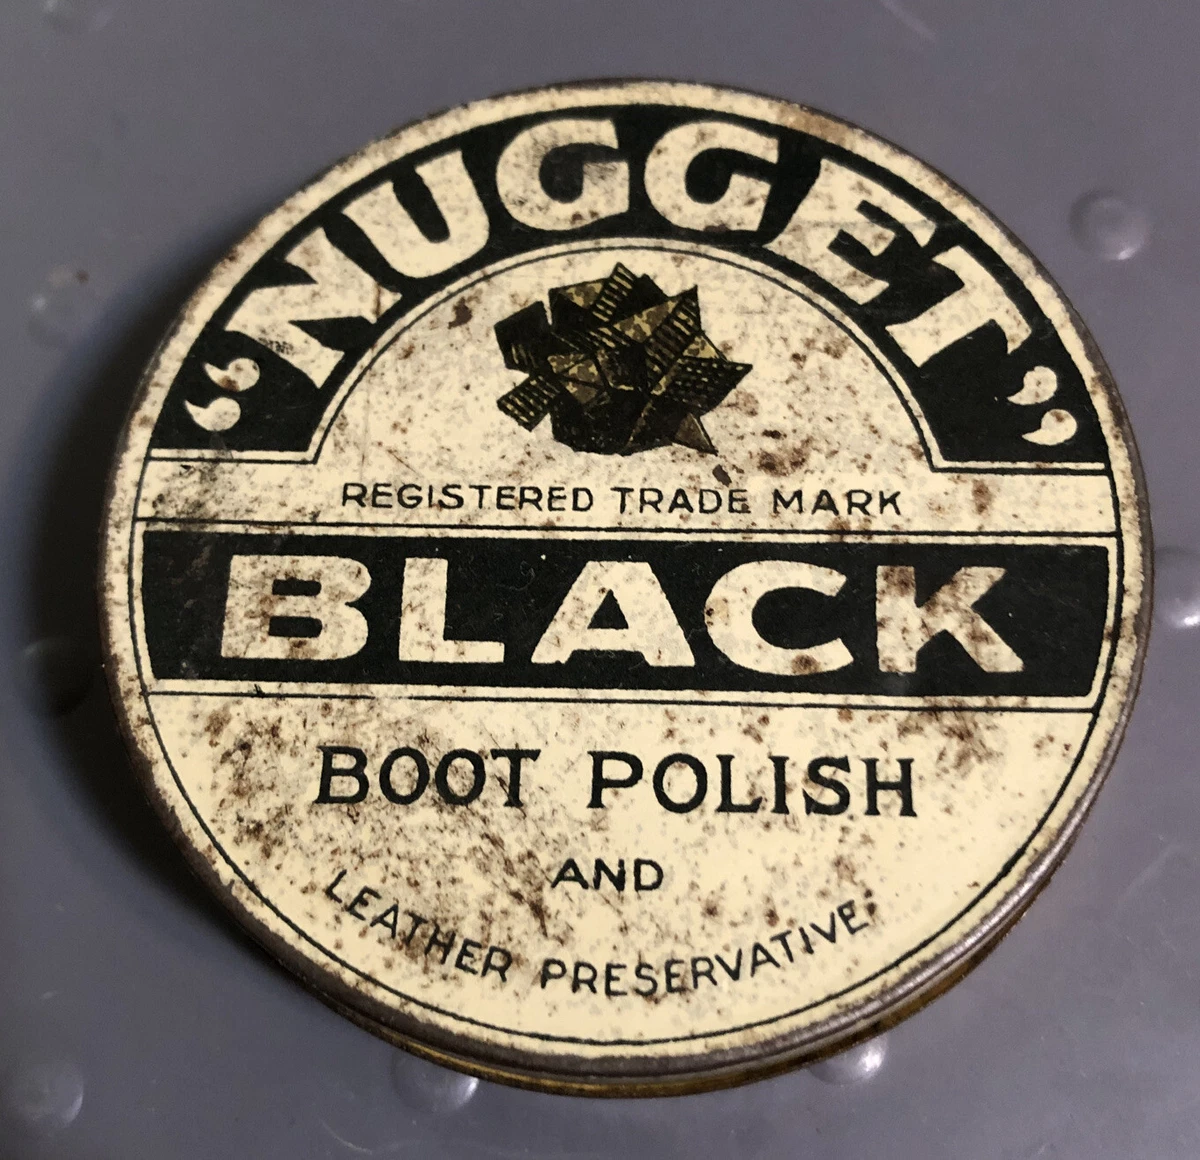 “NUGGET”
REGISTERED TRADE MARK
BLACK
BOOT POLISH
AND
LEATHER PRESERVATIVE.